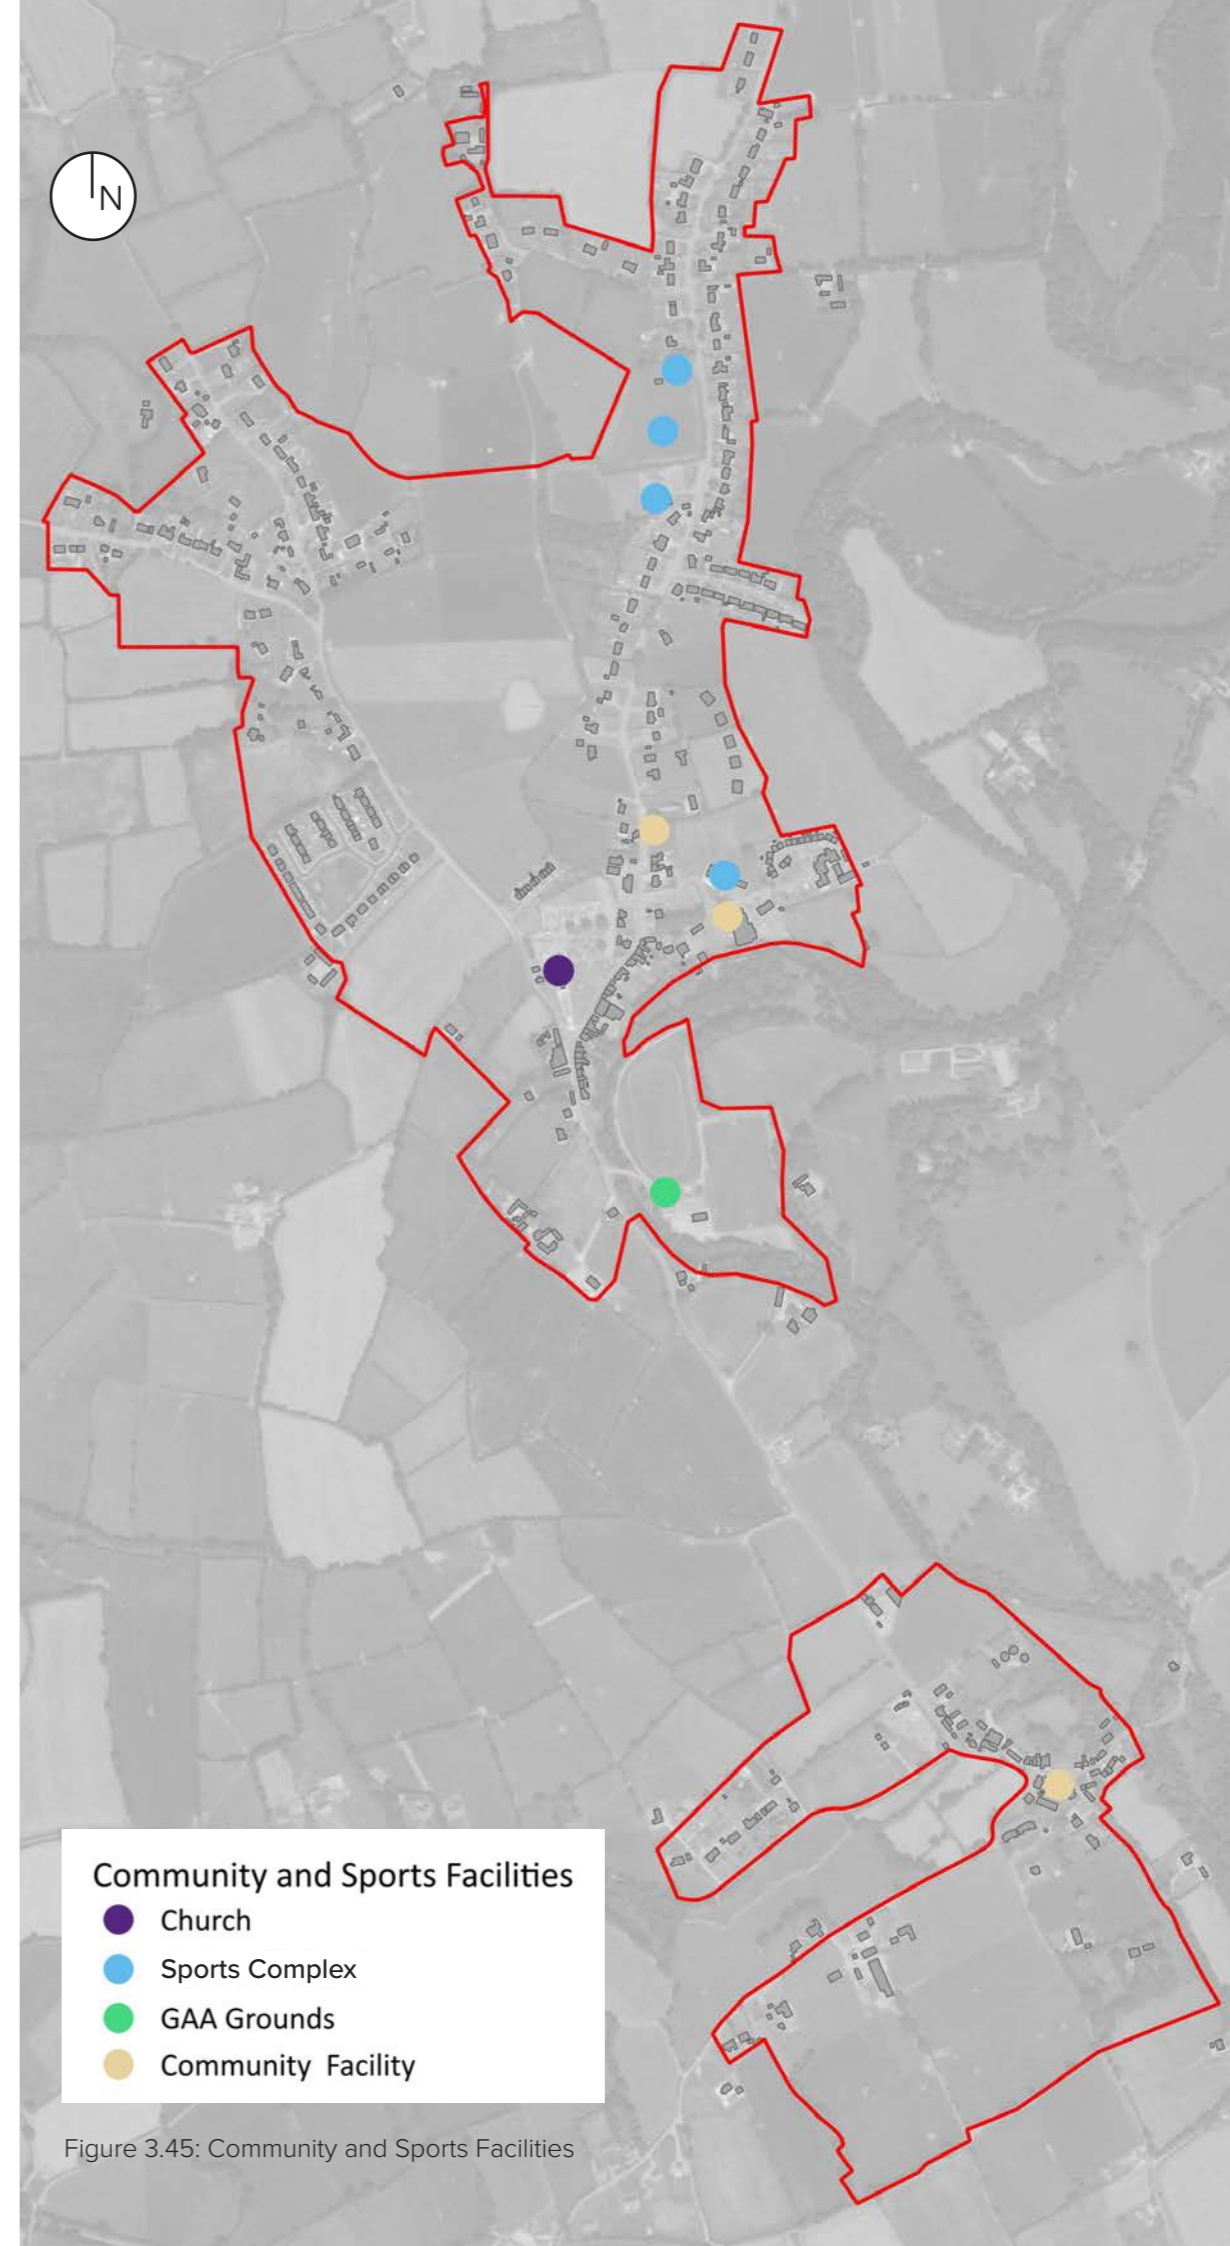 N
Community and Sports Facilities
Church
Sports Complex
GAA Grounds
Community Facility
Figure 3.45: Community and Sports Facilities